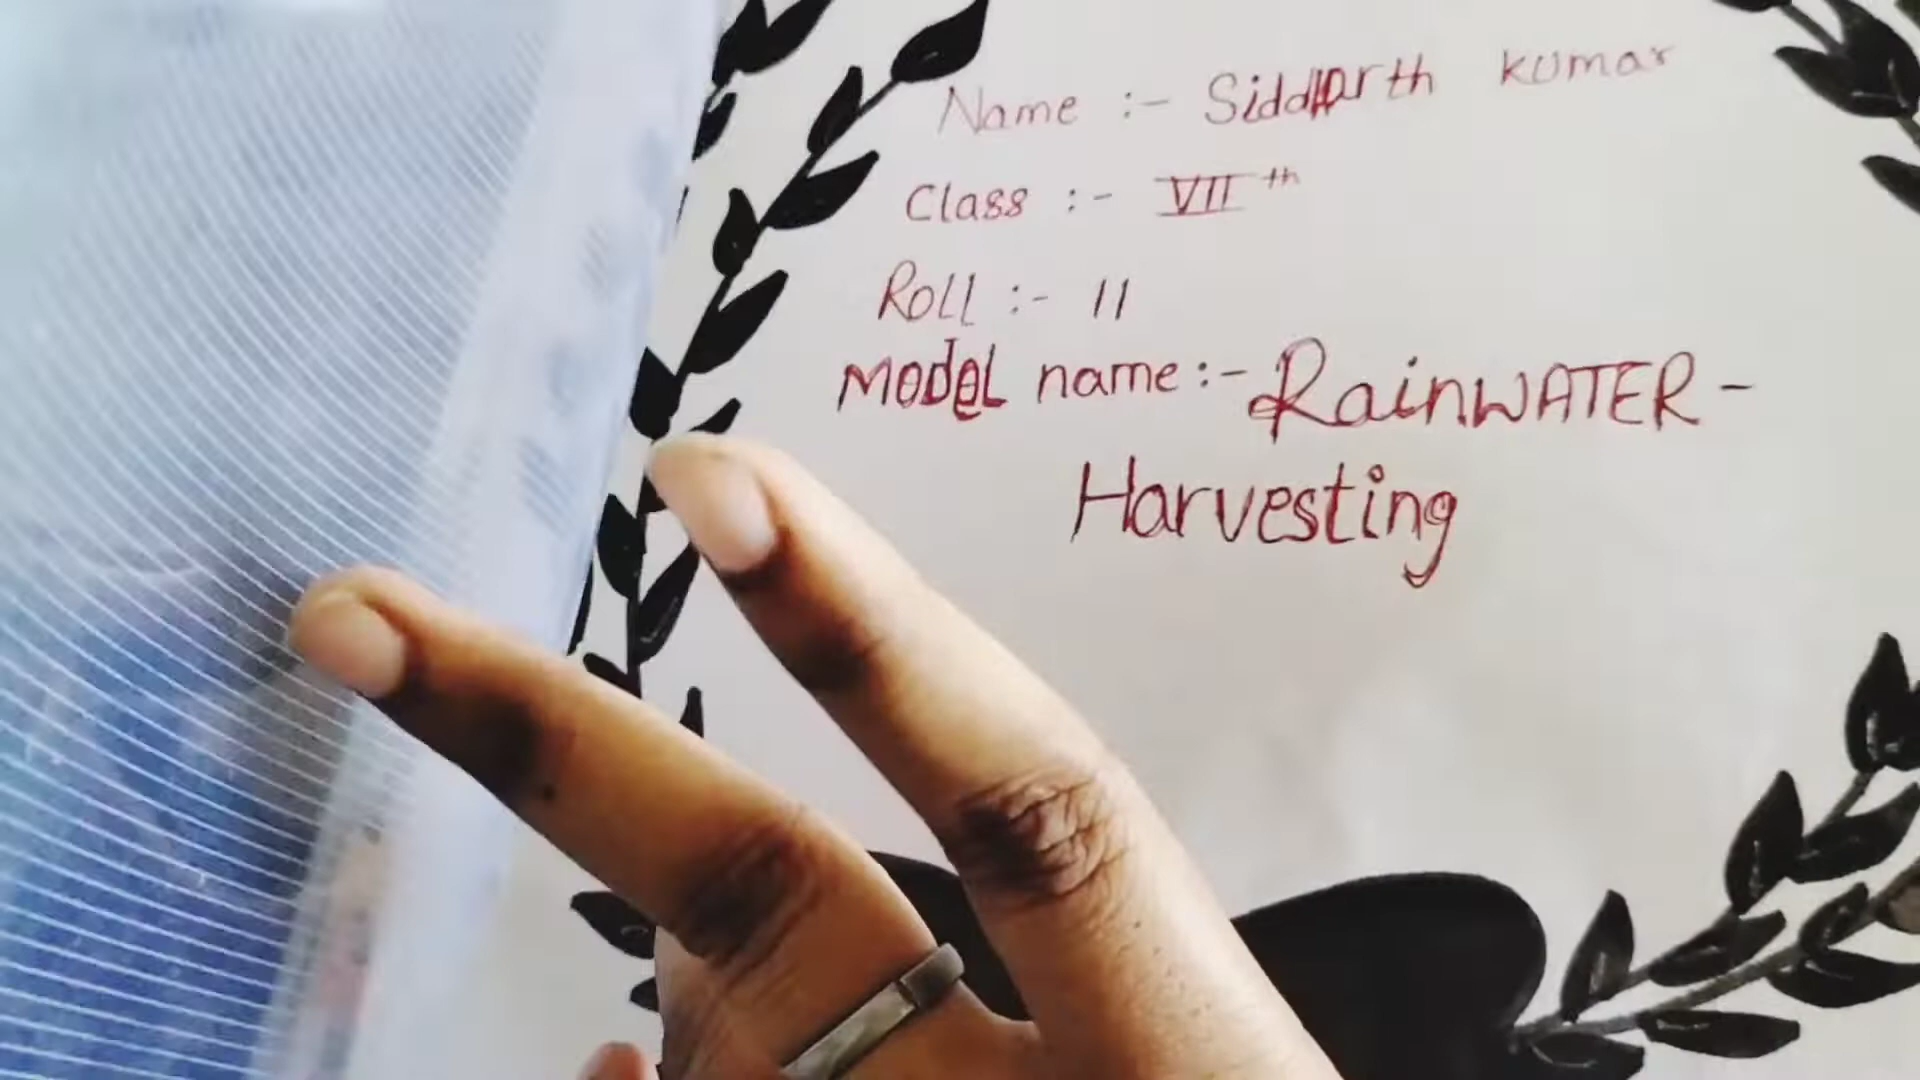 Name :- Siddharth kumar
Class :- VII th
Roll :- 11
Model name :- RainWATER -
Harvesting